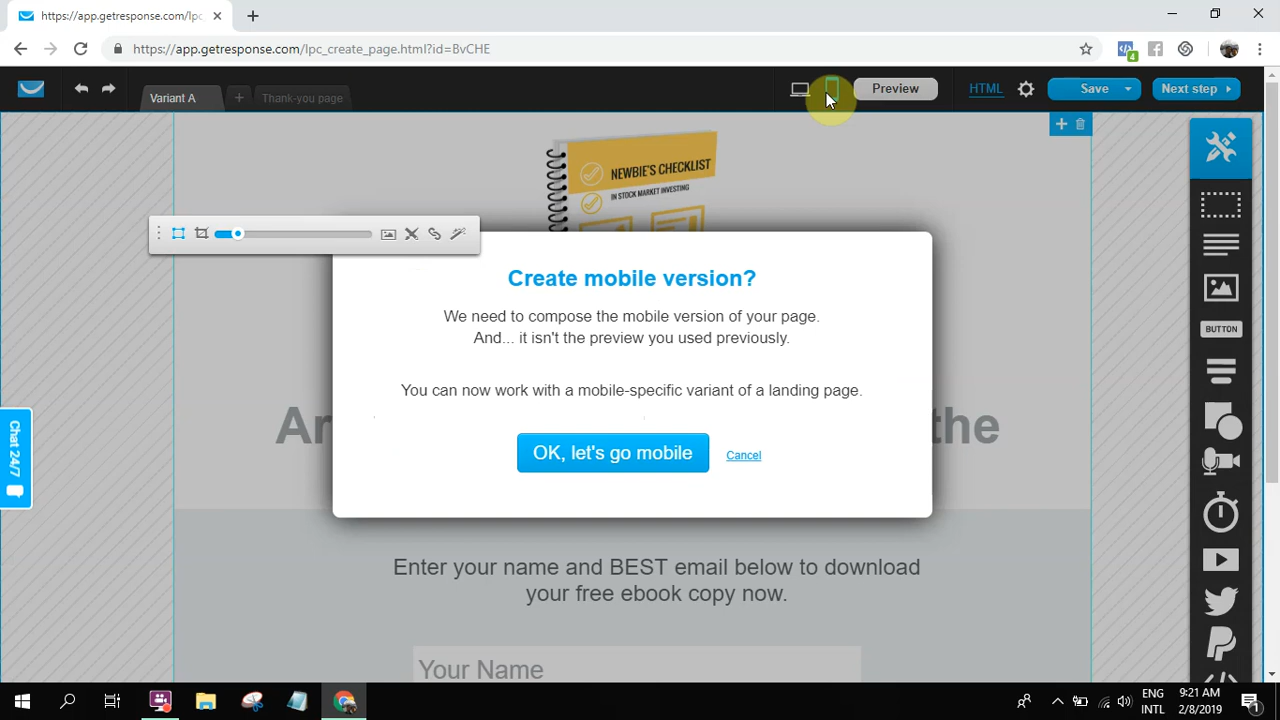 https://app.getresponse.com/lpc_
https://app.getresponse.com/lpc_create_page.html?id=BvCHE
4
Variant A
Thank-you page
Preview
HTML
Save
Next step
NEWBIE'S CHECKLIST
IN STOCK MARKET INVESTING
Create mobile version?
We need to compose the mobile version of your page.
And... it isn't the preview you used previously.
You can now work with a mobile-specific variant of a landing page.
OK, let's go mobile
Cancel
BUTTON
the
Chat 24/7
Enter your name and BEST email below to download
your free ebook copy now.
Your Name
ENG
INTL
9:21 AM
2/8/2019
1